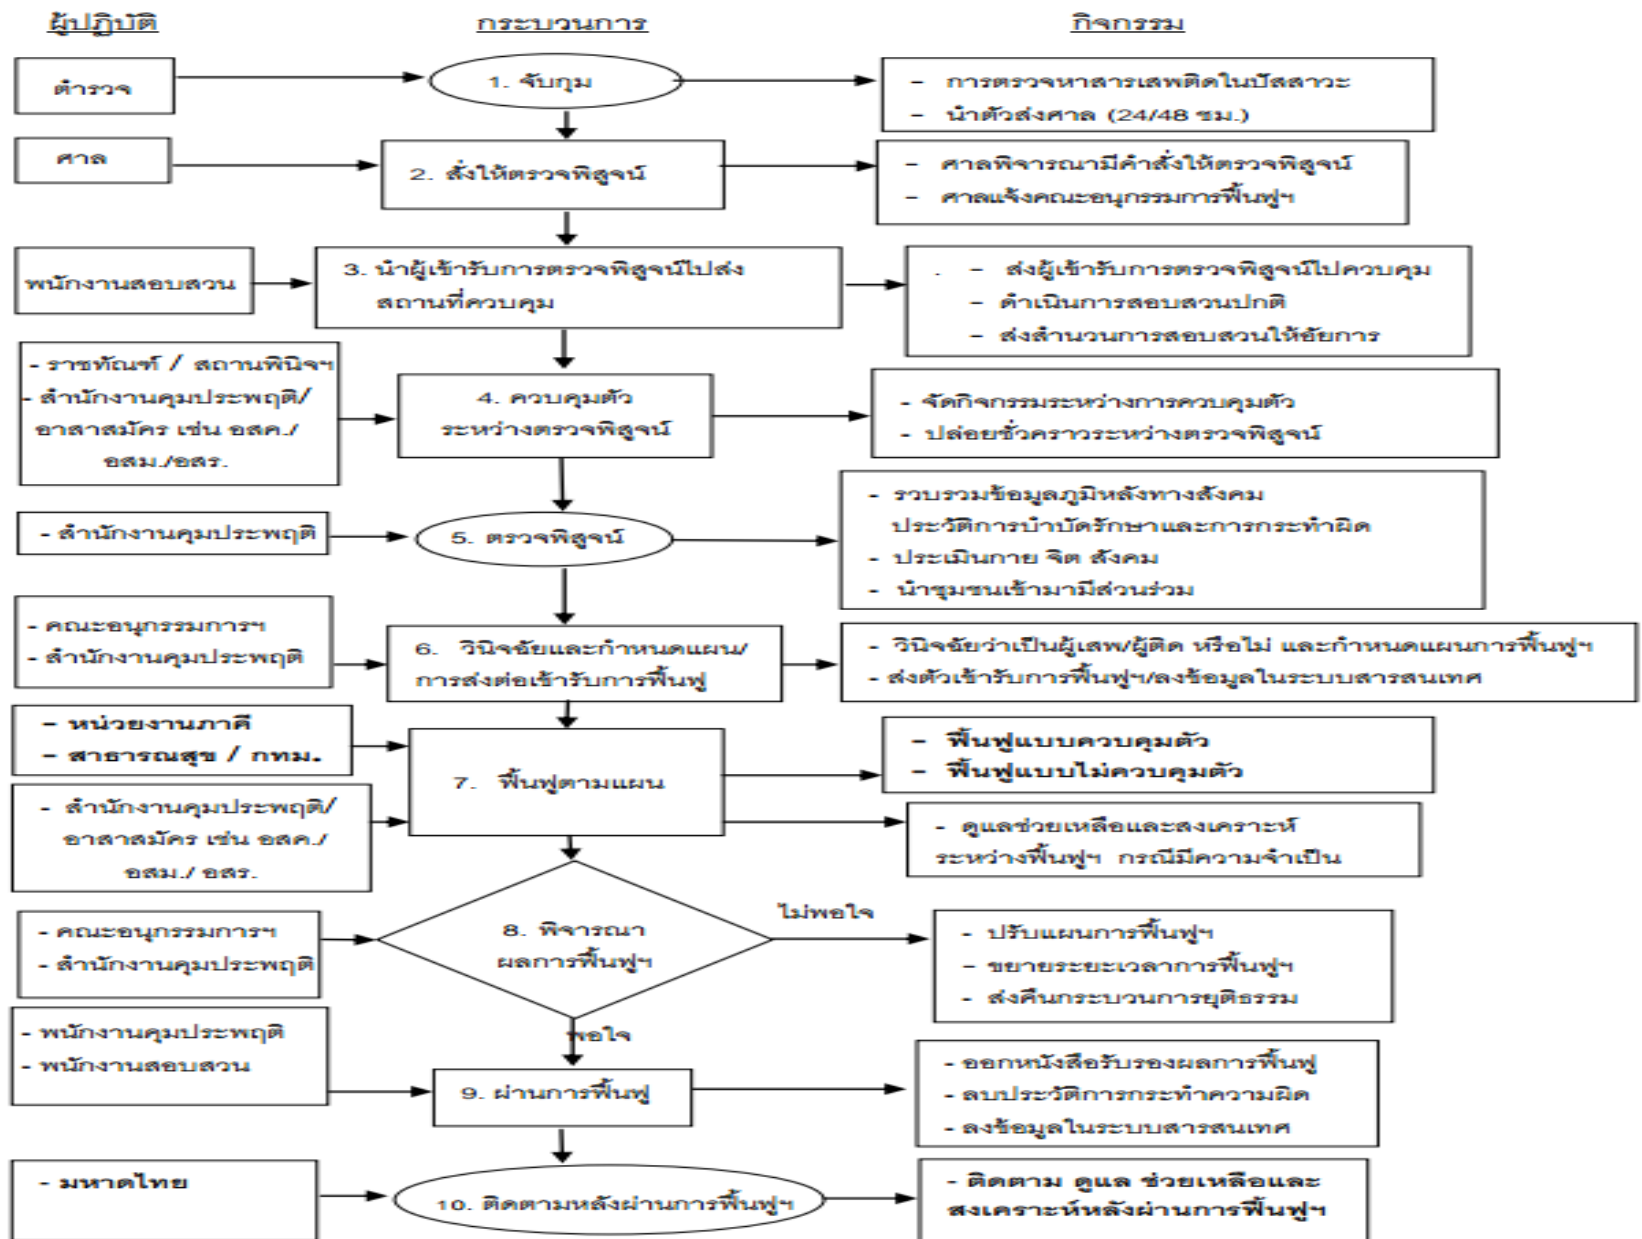 ผู้ปฏิบัติ
กระบวนการ
กิจกรรม
ตำรวจ
1. จับกุม
- การตรวจหาสารเสพติดในปัสสาวะ
- นำตัวส่งศาล (24/48 ชม.)
ศาล
2. สั่งให้ตรวจพิสูจน์
- ศาลพิจารณามีคำสั่งให้ตรวจพิสูจน์
- ศาลแจ้งคณะอนุกรรมการฟื้นฟูฯ
พนักงานสอบสวน
3. นำผู้เข้ารับการตรวจพิสูจน์ไปส่ง
สถานที่ควบคุม
. - ส่งผู้เข้ารับการตรวจพิสูจน์ไปควบคุม
- ดำเนินการสอบสวนปกติ
- ส่งสำนวนการสอบสวนให้อัยการ
- ราชทัณฑ์ / สถานพินิจฯ
- สำนักงานคุมประพฤติ/
อาสาสมัคร เช่น อสค./
อสม./อสร.
4. ควบคุมตัว
ระหว่างตรวจพิสูจน์
- จัดกิจกรรมระหว่างการควบคุมตัว
- ปล่อยชั่วคราวระหว่างตรวจพิสูจน์
- สำนักงานคุมประพฤติ
5. ตรวจพิสูจน์
- รวบรวมข้อมูลภูมิหลังทางสังคม
ประวัติการบำบัดรักษาและการกระทำผิด
- ประเมินกาย จิต สังคม
- นำชุมชนเข้ามามีส่วนร่วม
- คณะอนุกรรมการฯ
- สำนักงานคุมประพฤติ
6. วินิจฉัยและกำหนดแผน/
การส่งต่อเข้ารับการฟื้นฟู
- วินิจฉัยว่าเป็นผู้เสพ/ผู้ติด หรือไม่ และกำหนดแผนการฟื้นฟูฯ
- ส่งตัวเข้ารับการฟื้นฟูฯ/ลงข้อมูลในระบบสารสนเทศ
- หน่วยงานภาคี
- สาธารณสุข / กทม.
- สำนักงานคุมประพฤติ/
อาสาสมัคร เช่น อสค./
อสม./ อสร.
7. ฟื้นฟูตามแผน
- ฟื้นฟูแบบควบคุมตัว
- ฟื้นฟูแบบไม่ควบคุมตัว
- ดูแลช่วยเหลือและสงเคราะห์
ระหว่างฟื้นฟูฯ กรณีมีความจำเป็น
- คณะอนุกรรมการฯ
- สำนักงานคุมประพฤติ
8. พิจารณา
ผลการฟื้นฟูฯ
ไม่พอใจ
- ปรับแผนการฟื้นฟูฯ
- ขยายระยะเวลาการฟื้นฟูฯ
- ส่งคืนกระบวนการยุติธรรม
พอใจ
- พนักงานคุมประพฤติ
- พนักงานสอบสวน
9. ผ่านการฟื้นฟู
- ออกหนังสือรับรองผลการฟื้นฟู
- ลบประวัติการกระทำความผิด
- ลงข้อมูลในระบบสารสนเทศ
- มหาดไทย
10. ติดตามหลังผ่านการฟื้นฟูฯ
- ติดตาม ดูแล ช่วยเหลือและ
สงเคราะห์หลังผ่านการฟื้นฟูฯ